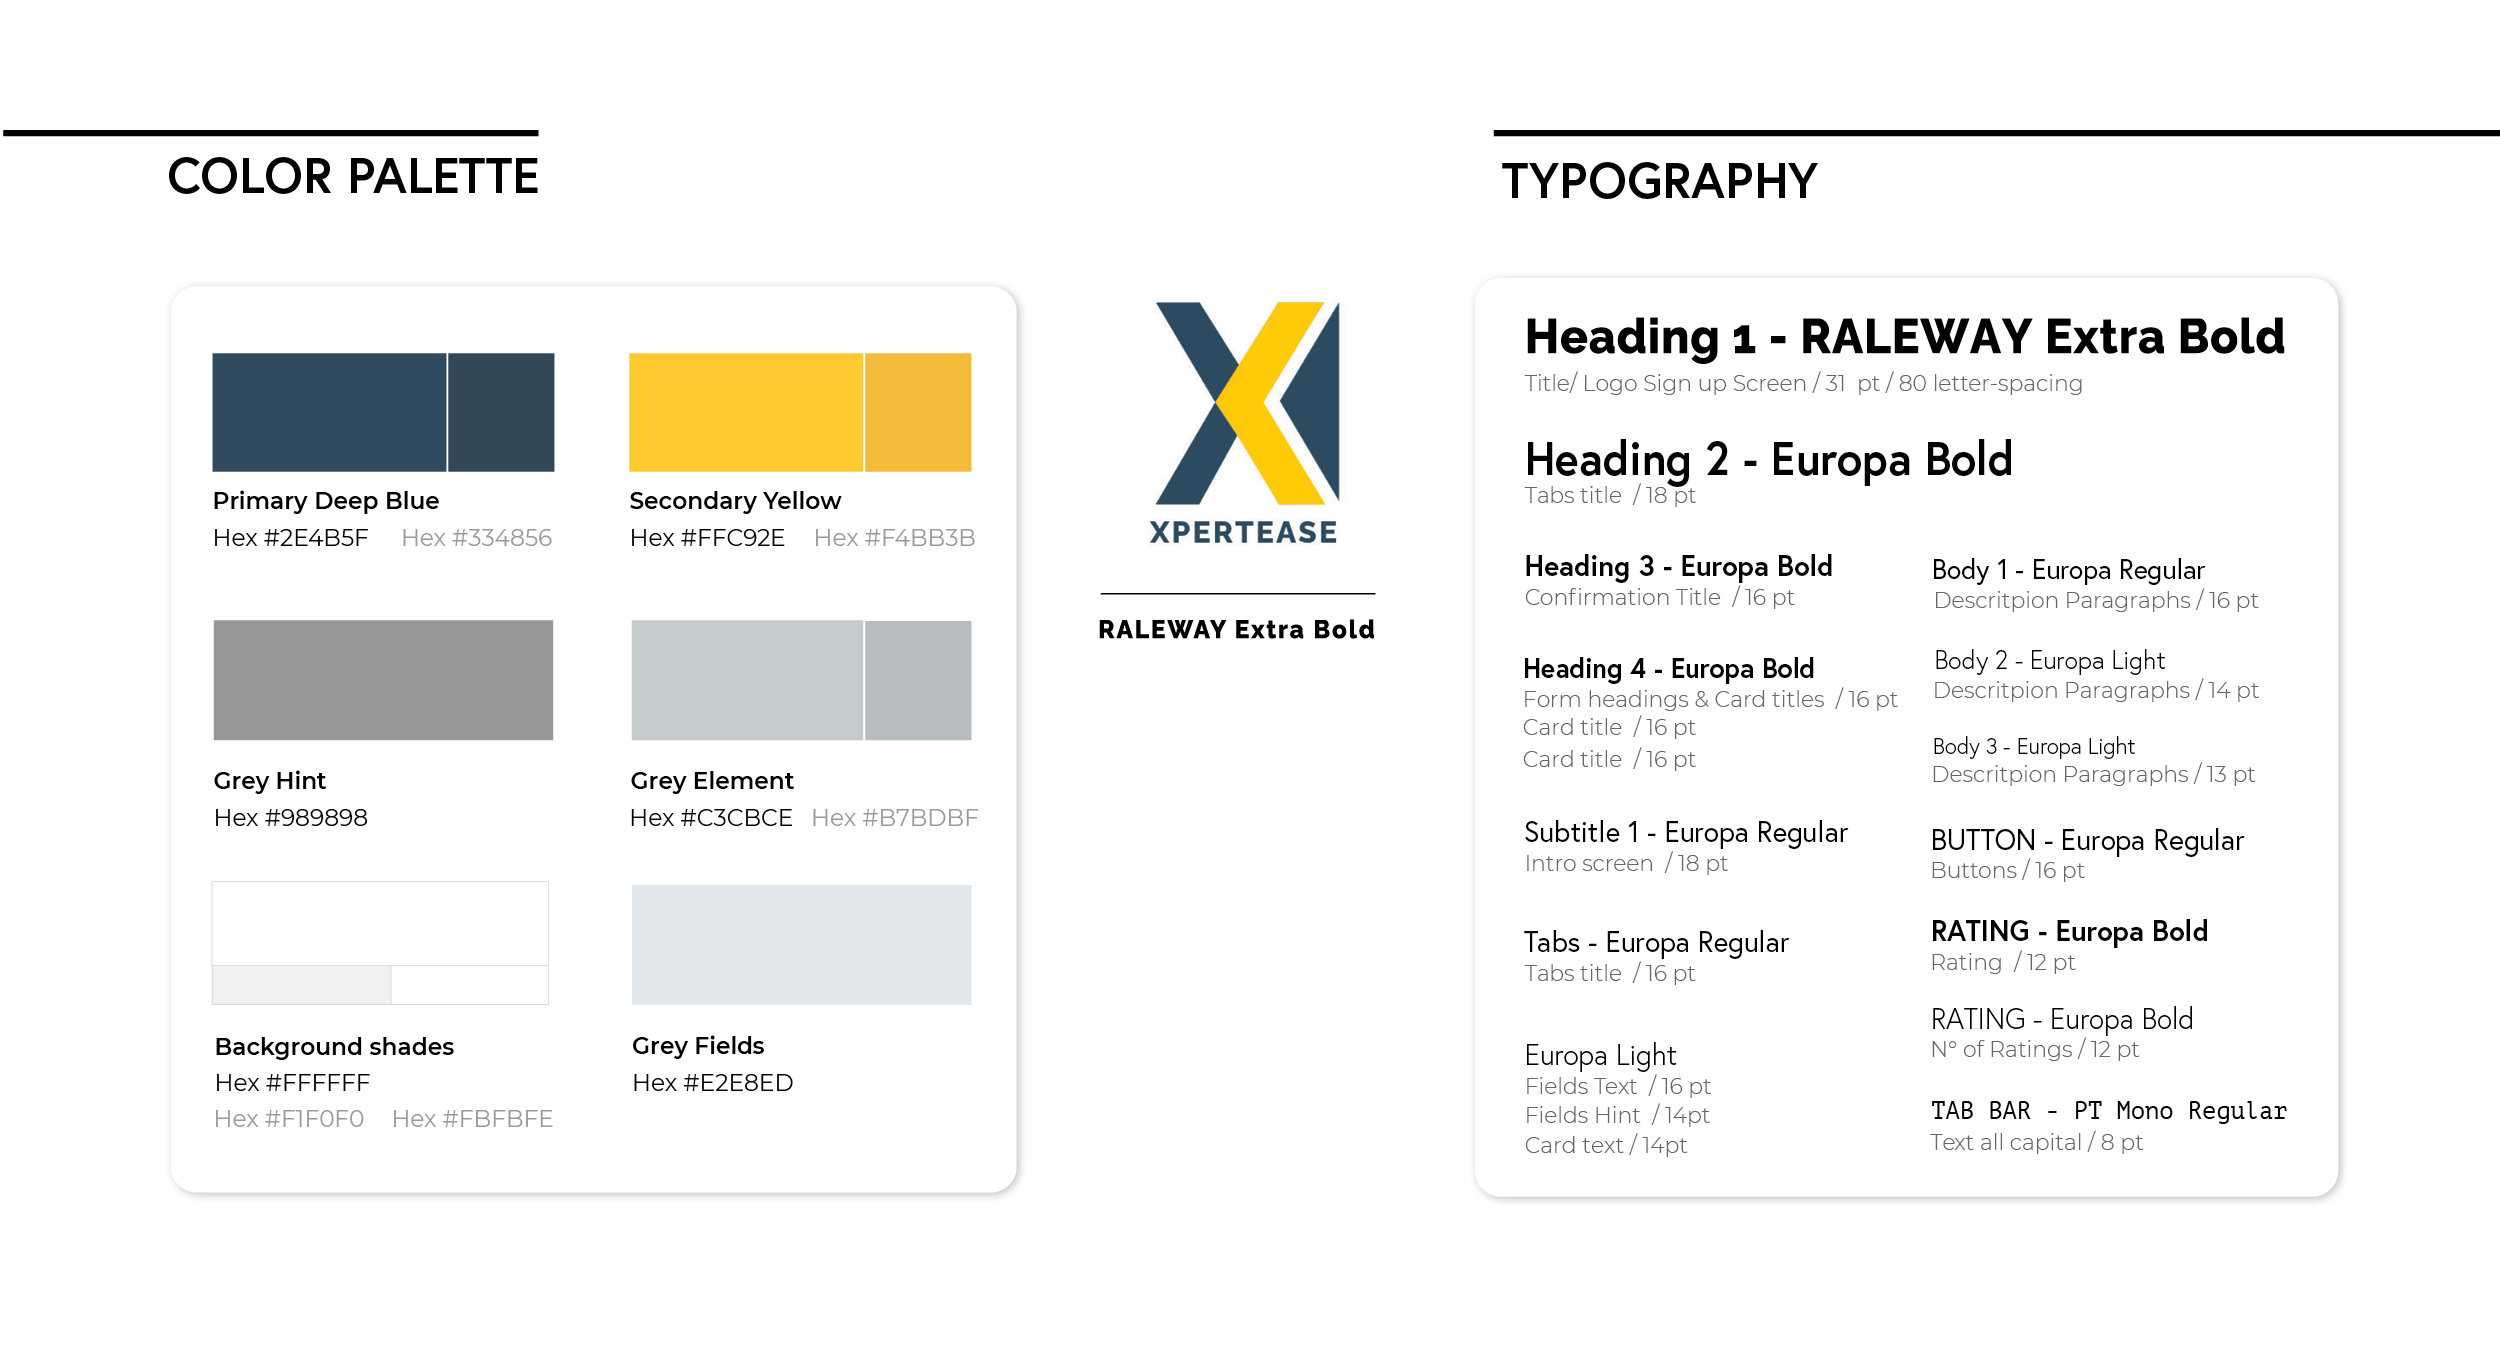 COLOR PALETTE
Primary Deep Blue
Hex #2E4B5F Hex #334856
Secondary Yellow
Hex #FFC92E Hex #F4BB3B
Grey Hint
Hex #989898
Grey Element
Hex #C3CBCE Hex #B7BDBF
Background shades
Hex #FFFFFF
Hex #F1F0F0 Hex #FBFBFE
Grey Fields
Hex #E2E8ED
XPERTEASE
RALEWAY Extra Bold
TYPOGRAPHY
Heading 1 - RALEWAY Extra Bold
Title/ Logo Sign up Screen / 31 pt / 80 letter-spacing
Heading 2 - Europa Bold
Tabs title / 18 pt
Heading 3 - Europa Bold
Confirmation Title / 16 pt
Heading 4 - Europa Bold
Form headings & Card titles / 16 pt
Card title / 16 pt
Card title / 16 pt
Subtitle 1 - Europa Regular
Intro screen / 18 pt
Tabs - Europa Regular
Tabs title / 16 pt
Europa Light
Fields Text / 16 pt
Fields Hint / 14pt
Card text / 14pt
Body 1 - Europa Regular
Descritpion Paragraphs / 16 pt
Body 2 - Europa Light
Descritpion Paragraphs / 14 pt
Body 3 - Europa Light
Descritpion Paragraphs / 13 pt
BUTTON - Europa Regular
Buttons / 16 pt
RATING - Europa Bold
Rating / 12 pt
RATING - Europa Bold
N° of Ratings / 12 pt
TAB BAR - PT Mono Regular
Text all capital / 8 pt